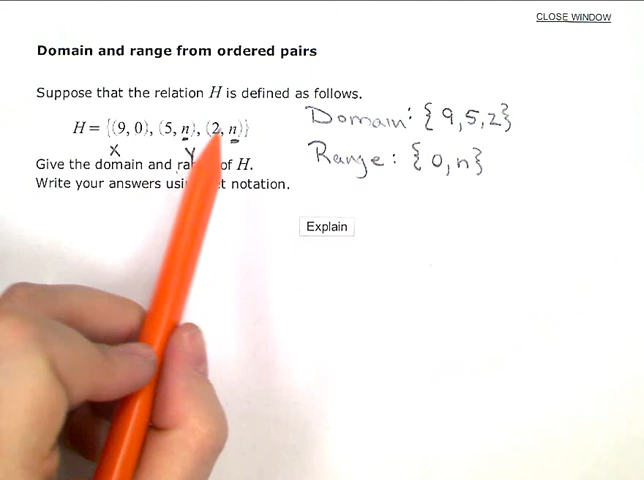 CLOSE WINDOW
Domain and range from ordered pairs
Suppose that the relation H is defined as follows.
H = {(9, 0), (5, n), (2, n)}
x y
Give the domain and ra of H.
Write your answers usi t notation.
Domain: {9,5,2}
Range: {0,n}
Explain